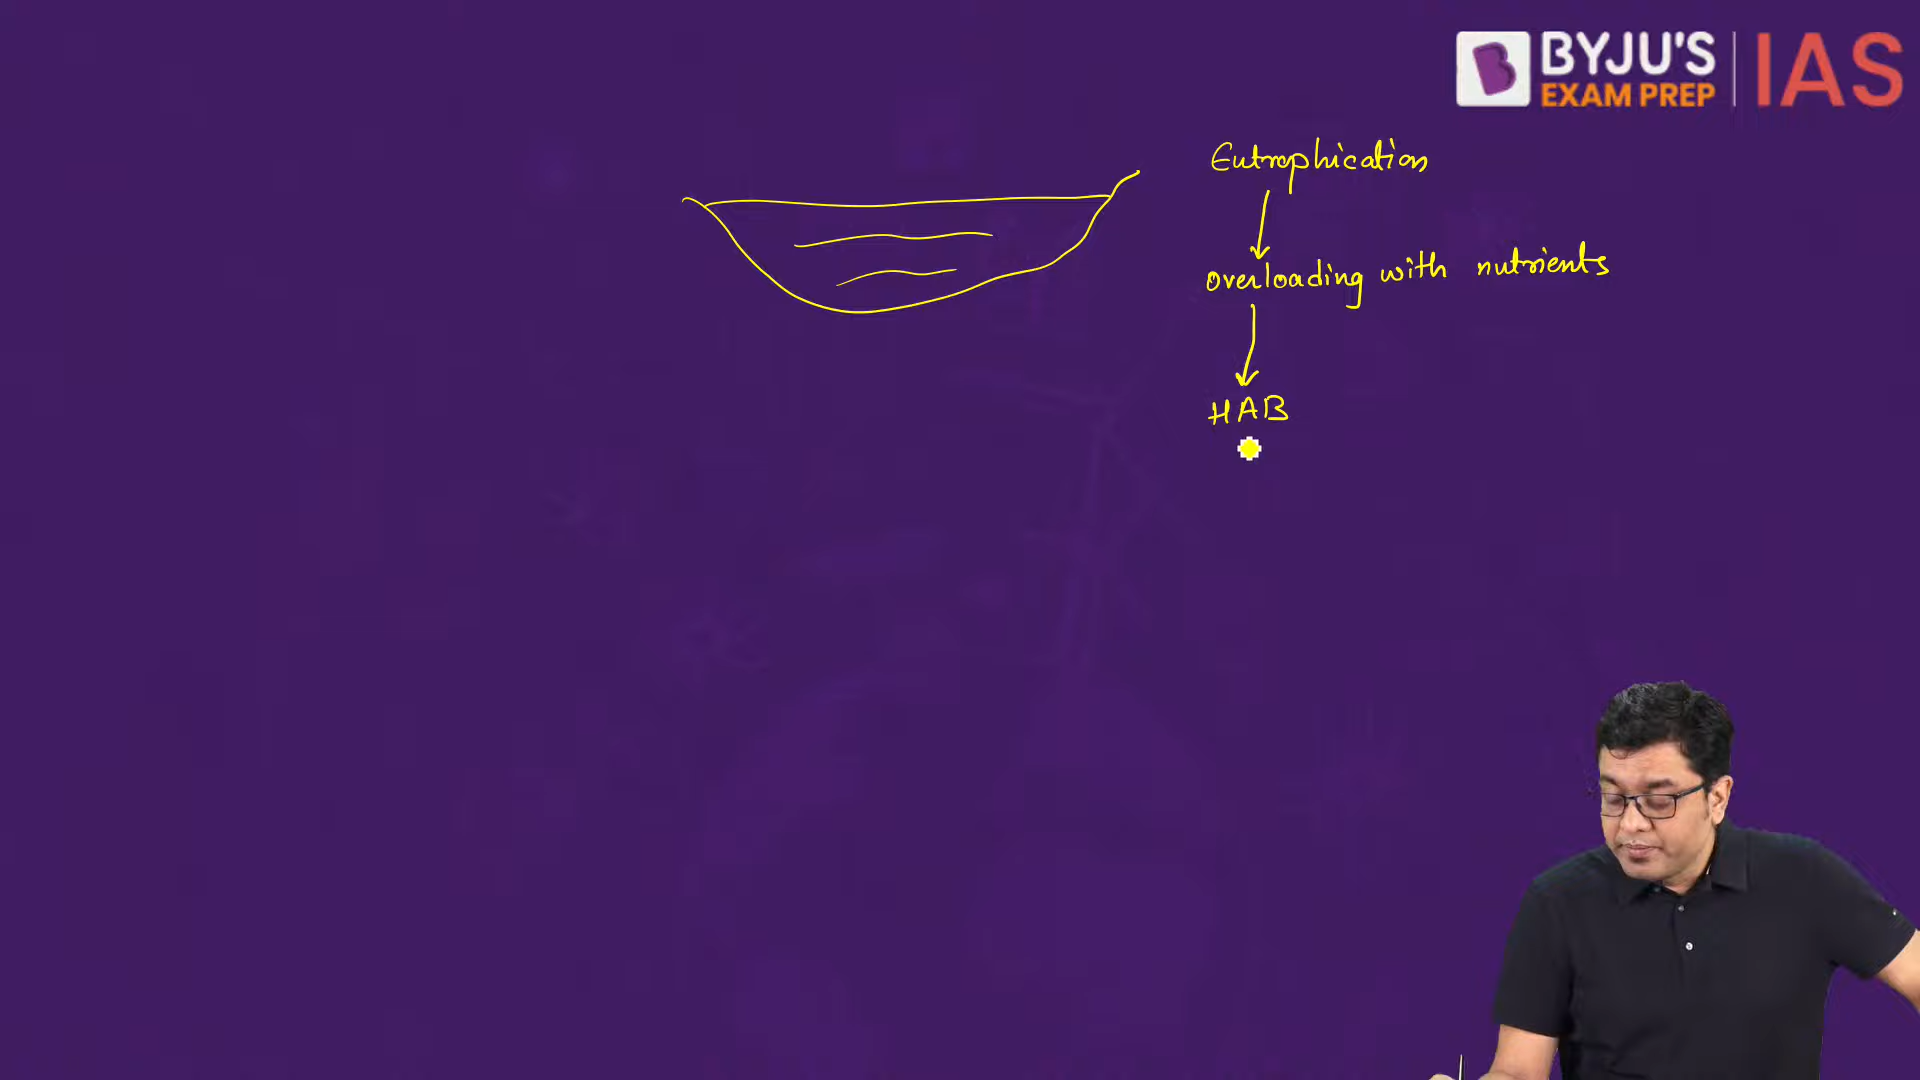 BYJU'S
EXAM PREP
IAS
Eutrophication
overloading with nutrients
HAB